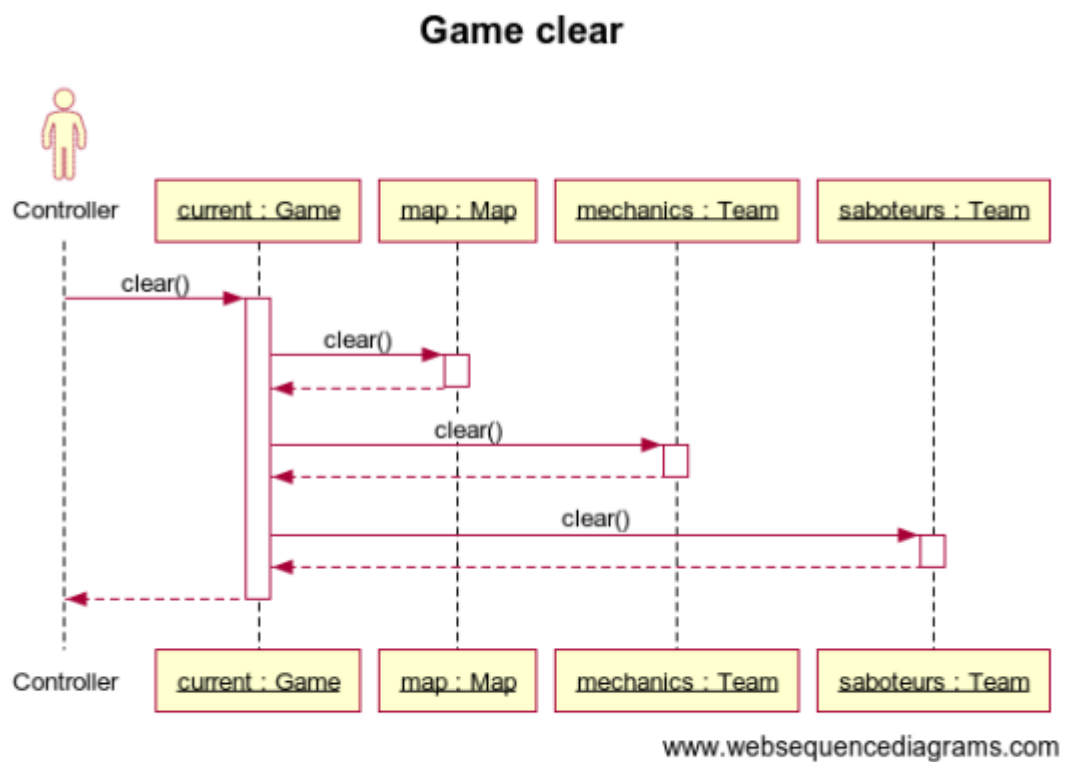 Game clear
Controller
current : Game
map : Map
mechanics : Team
saboteurs : Team
clear()
clear()
clear()
clear()
Controller
current : Game
map : Map
mechanics : Team
saboteurs : Team
www.websequencediagrams.com